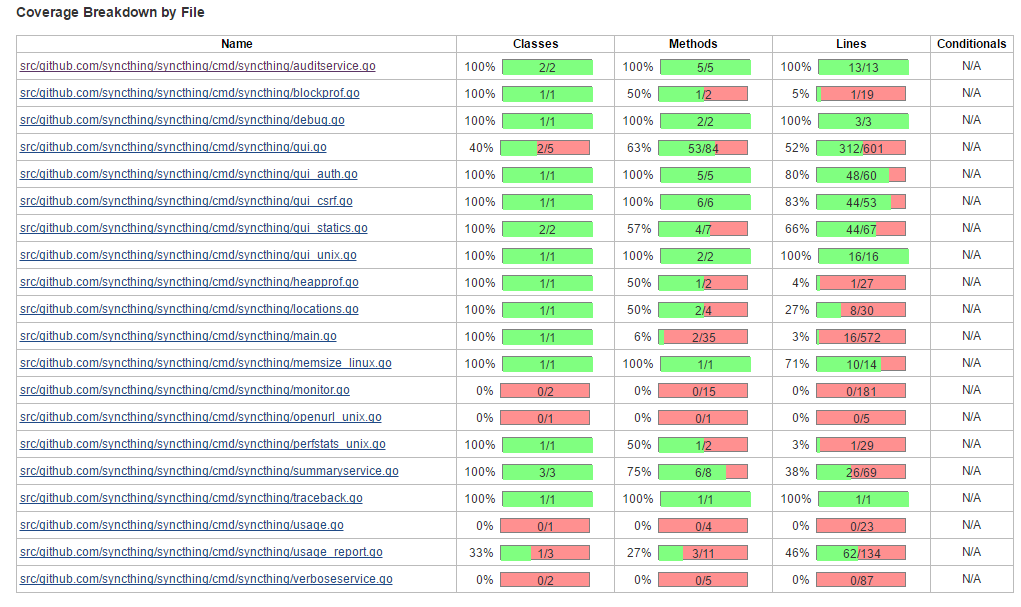 Coverage Breakdown by File
Name Classes Methods Lines Conditionals
src/github.com/syncthing/syncthing/cmd/syncthing/auditservice.go 100% 2/2 100% 5/5 100% 13/13 N/A
src/github.com/syncthing/syncthing/cmd/syncthing/blockprof.go 100% 1/1 50% 1/2 5% 1/19 N/A
src/github.com/syncthing/syncthing/cmd/syncthing/debug.go 100% 1/1 100% 2/2 100% 3/3 N/A
src/github.com/syncthing/syncthing/cmd/syncthing/gui.go 40% 2/5 63% 53/84 52% 312/601 N/A
src/github.com/syncthing/syncthing/cmd/syncthing/gui_auth.go 100% 1/1 100% 5/5 80% 48/60 N/A
src/github.com/syncthing/syncthing/cmd/syncthing/gui_csrf.go 100% 1/1 100% 6/6 83% 44/53 N/A
src/github.com/syncthing/syncthing/cmd/syncthing/gui_statics.go 100% 2/2 57% 4/7 66% 44/67 N/A
src/github.com/syncthing/syncthing/cmd/syncthing/gui_unix.go 100% 1/1 100% 2/2 100% 16/16 N/A
src/github.com/syncthing/syncthing/cmd/syncthing/heapprof.go 100% 1/1 50% 1/2 4% 1/27 N/A
src/github.com/syncthing/syncthing/cmd/syncthing/locations.go 100% 1/1 50% 2/4 27% 8/30 N/A
src/github.com/syncthing/syncthing/cmd/syncthing/main.go 100% 1/1 6% 2/35 3% 16/572 N/A
src/github.com/syncthing/syncthing/cmd/syncthing/memsize_linux.go 100% 1/1 100% 1/1 71% 10/14 N/A
src/github.com/syncthing/syncthing/cmd/syncthing/monitor.go 0% 0/2 0% 0/15 0% 0/181 N/A
src/github.com/syncthing/syncthing/cmd/syncthing/openurl_unix.go 0% 0/1 0% 0/1 0% 0/5 N/A
src/github.com/syncthing/syncthing/cmd/syncthing/perfstats_unix.go 100% 1/1 50% 1/2 3% 1/29 N/A
src/github.com/syncthing/syncthing/cmd/syncthing/summaryservice.go 100% 3/3 75% 6/8 38% 26/69 N/A
src/github.com/syncthing/syncthing/cmd/syncthing/traceback.go 100% 1/1 100% 1/1 100% 1/1 N/A
src/github.com/syncthing/syncthing/cmd/syncthing/usage.go 0% 0/1 0% 0/4 0% 0/23 N/A
src/github.com/syncthing/syncthing/cmd/syncthing/usage_report.go 33% 1/3 27% 3/11 46% 62/134 N/A
src/github.com/syncthing/syncthing/cmd/syncthing/verboseservice.go 0% 0/2 0% 0/5 0% 0/87 N/A